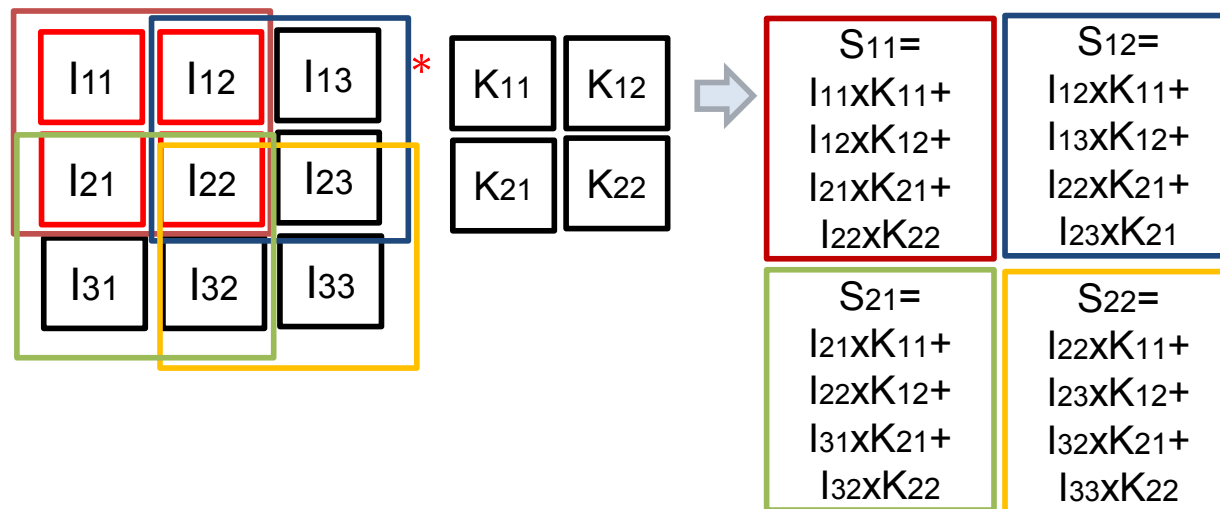 I11 I12 I13 * K11 K12
I21 I22 I23 K21 K22
I31 I32 I33
S11=
I11xK11+
I12xK12+
I21xK21+
I22xK22
S12=
I12xK11+
I13xK12+
I22xK21+
I23xK21
S21=
I21xK11+
I22xK12+
I31xK21+
I32xK22
S22=
I22xK11+
I23xK12+
I32xK21+
I33xK22